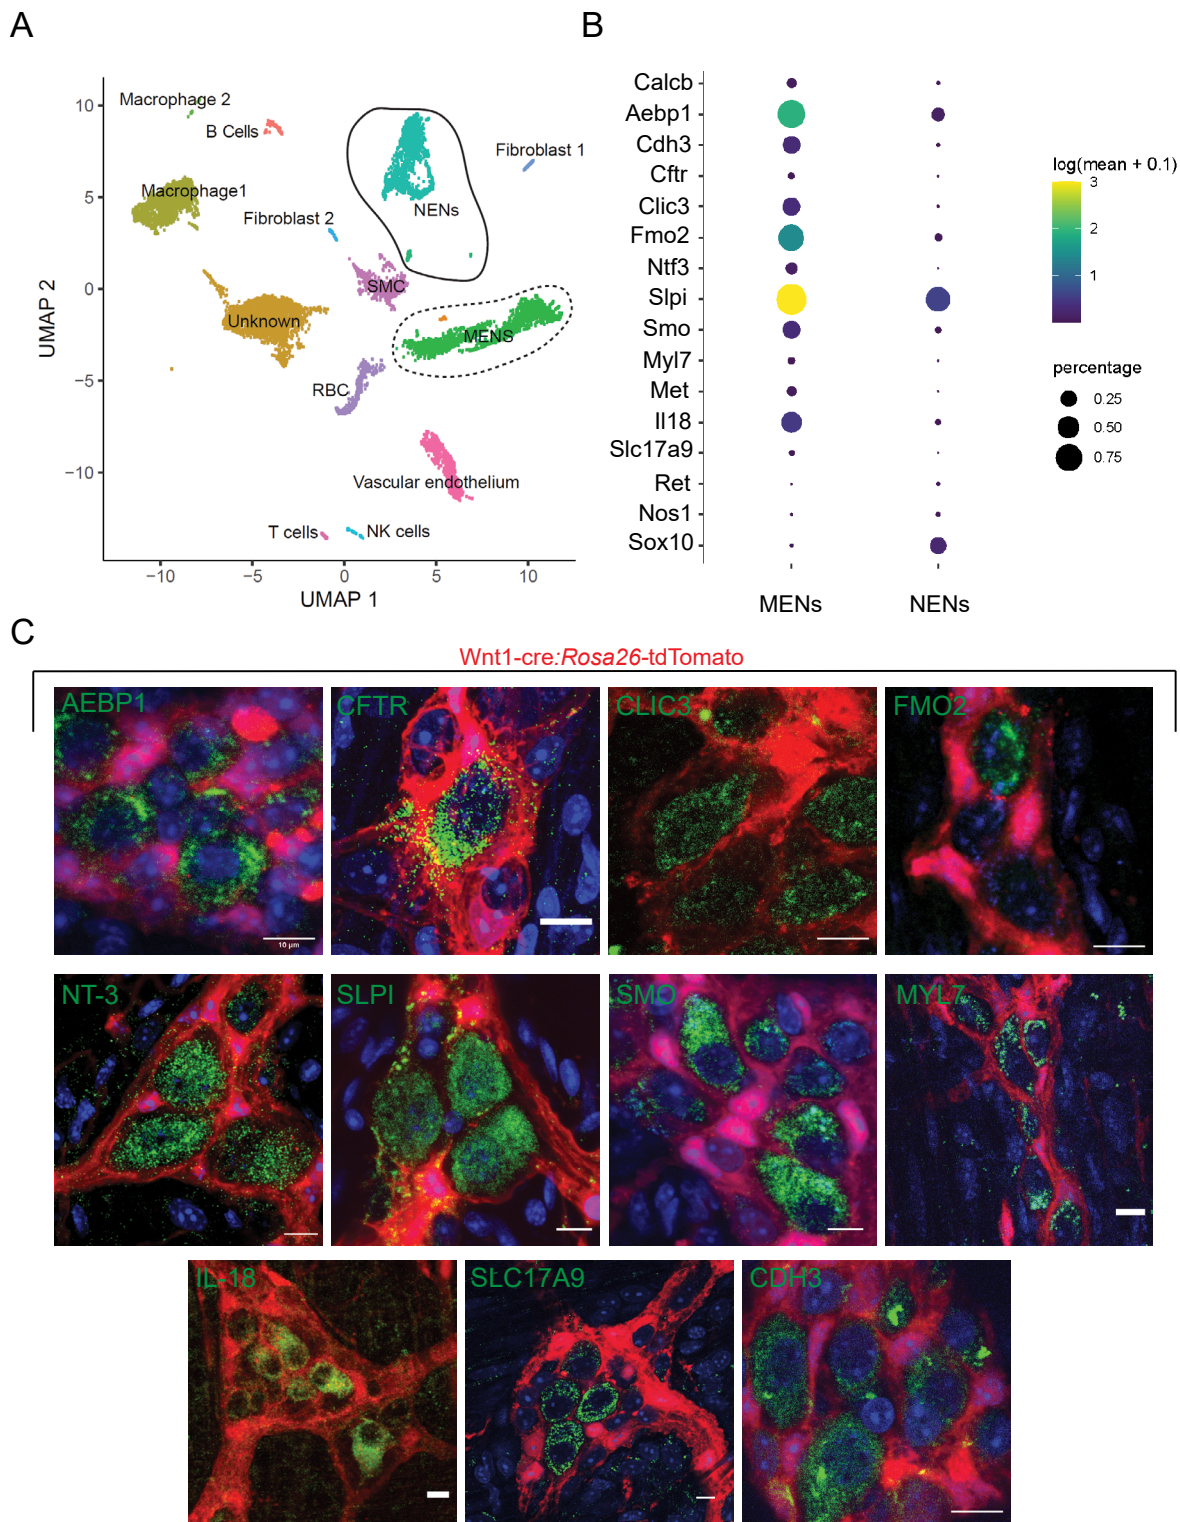 A
B
Macrophage 2
B Cells
Fibroblast 1
Macrophage1
NENs
Fibroblast 2
SMC
Unknown
MENS
RBC
Vascular endothelium
T cells
NK cells
10
5
0
−5
−10
UMAP 2
−10
−5
0
5
10
UMAP 1
Calcb
Aebp1
Cdh3
Cftr
Clic3
Fmo2
Ntf3
Slpi
Smo
Myl7
Met
Il18
Slc17a9
Ret
Nos1
Sox10
MENs
NENs
log(mean + 0.1)
3
2
1
percentage
0.25
0.50
0.75
C
Wnt1-cre:Rosa26-tdTomato
AEBP1
CFTR
CLIC3
FMO2
10 µm
NT-3
SLPI
SMO
MYL7
IL-18
SLC17A9
CDH3